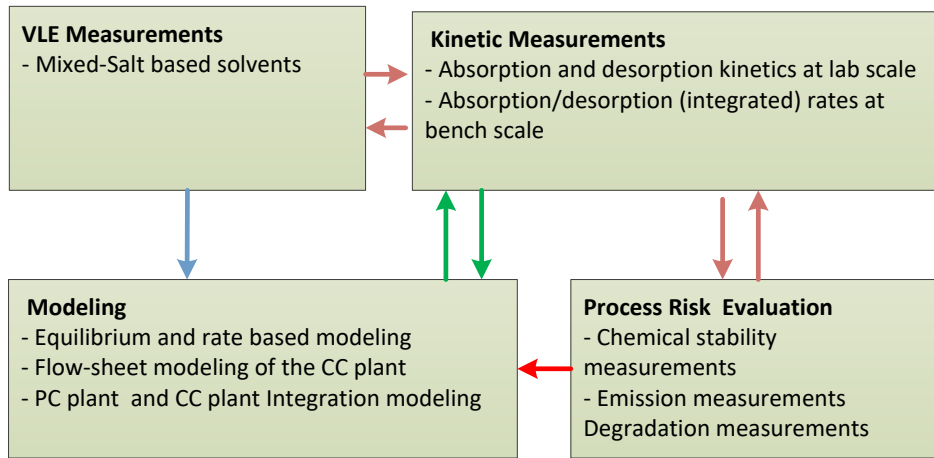 VLE Measurements
- Mixed-Salt based solvents
Kinetic Measurements
- Absorption and desorption kinetics at lab scale
- Absorption/desorption (integrated) rates at
bench scale
Modeling
- Equilibrium and rate based modeling
- Flow-sheet modeling of the CC plant
- PC plant and CC plant Integration modeling
Process Risk Evaluation
- Chemical stability
measurements
- Emission measurements
Degradation measurements